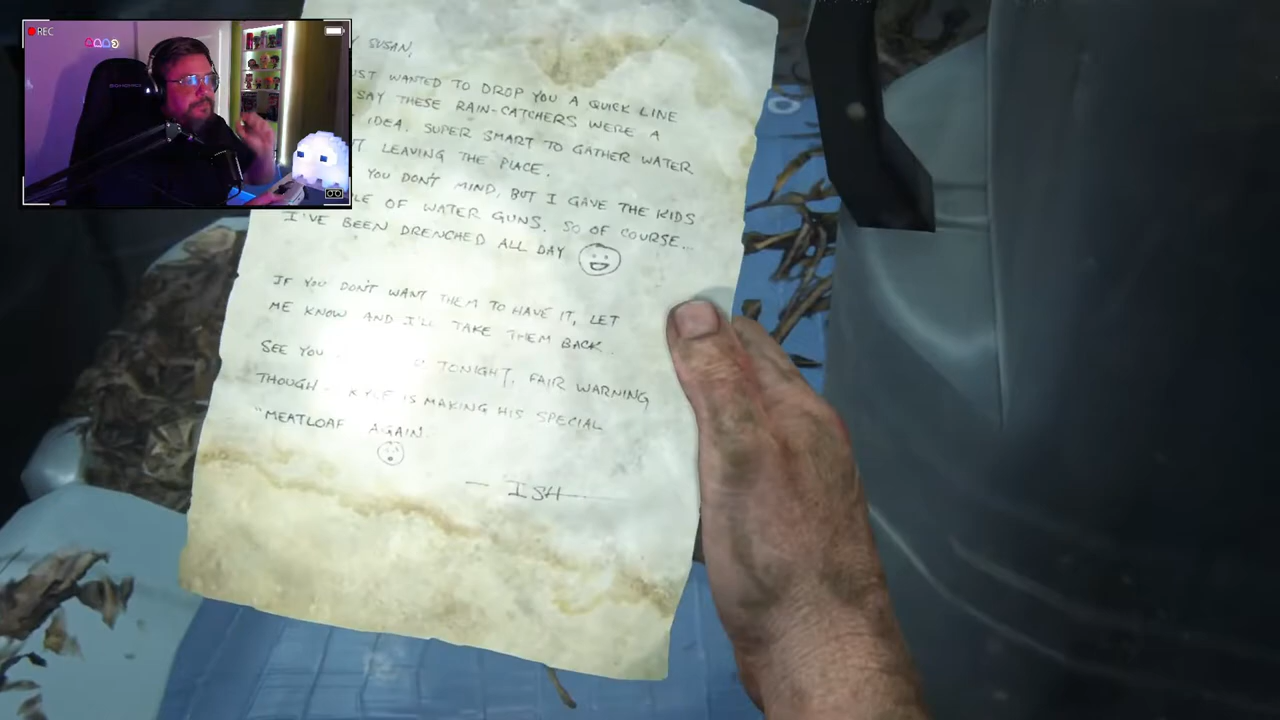 REC
SUSAN,
WANTED TO DROP YOU A QUICK LINE
SAY THESE RAIN-CATCHERS WERE A
IDEA. SUPER SMART TO GATHER WATER
LEAVING THE PLACE.
YOU DON'T MIND, BUT I GAVE THE KIDS
OF WATER GUNS. SO OF COURSE...
I'VE BEEN DRENCHED ALL DAY
IF YOU DON'T WANT THEM TO HAVE IT, LET
ME KNOW AND I'LL TAKE THEM BACK.
SEE YOU TONIGHT. FAIR WARNING
THOUGH - KYLE IS MAKING HIS SPECIAL
"MEATLOAF AGAIN.
- ISH